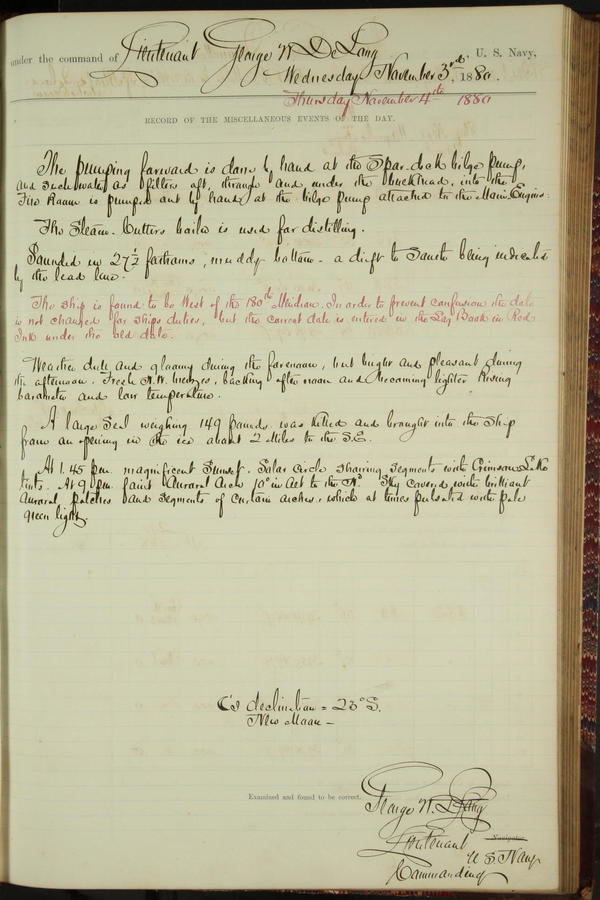 under the command of Lieutenant George W. De Long, U. S. Navy,
Wednesday November 3rd, 1880.
Thursday November 4th 1880
RECORD OF THE MISCELLANEOUS EVENTS OF THE DAY.
The pumping forward is done by hand at the Spar-deck bilge pump,
and such water as filters aft, through and under the bulkhead, into the
Fire Room is pumped out by hand at the bilge pump attached to the Main Engine.
The Steam-Cutters boiler is used for distilling.
Sounded in 27½ fathoms, muddy bottom - a drift to South being indicated
by the lead line.
The Ship is found to be West of the 180th Meridian. In order to prevent confusion the date
is not changed for ships duties, but the correct date is entered in the Log Book in Red
Ink under the old date.
Weather dull and gloomy during the forenoon, but bright and pleasant during
the afternoon. Fresh N.W. breezes, backing after noon and becoming lighter. Rising
barometer and low temperature.
A large Seal weighing 149 pounds was killed and brought into the Ship
from an opening in the ice about 2 Miles to the S.E.
At 1.45 p.m. magnificent Sunset. Solar circle showing segments with Crimson Lake
tints. At 9 p.m. faint Auroral Arch 10° in Alt to the Nd. Sky covered with brilliant
Auroral patches and segments of curtain arches, which at times pulsated with pale
green light.
☾'s declination = 23° S.
New Moon -
Examined and found to be correct.
George W. De Long
Lieutenant Navigator.
U.S. Navy
Commanding